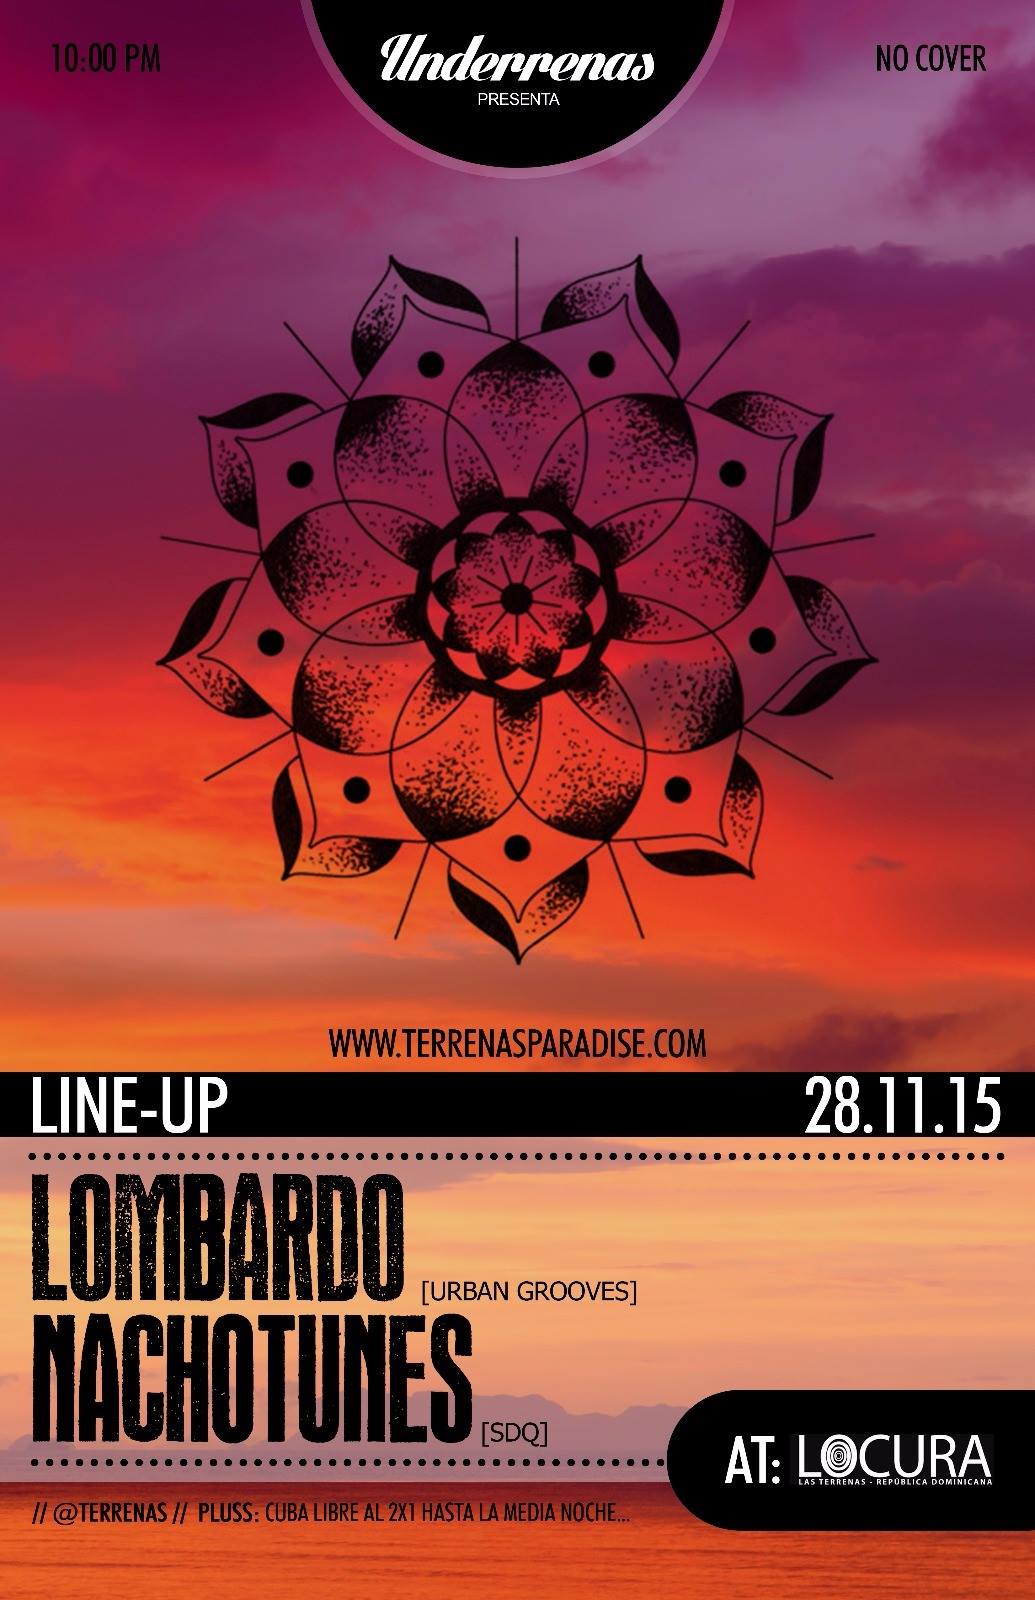 10:00 PM
Underrenas
PRESENTA
NO COVER
WWW.TERRENASPARADISE.COM
LINE-UP
28.11.15
LOMBARDO [URBAN GROOVES]
NACHOTUNES [SDQ]
AT: LOCURA
LAS TERRENAS - REPÚBLICA DOMINICANA
// @TERRENAS // PLUSS: CUBA LIBRE AL 2X1 HASTA LA MEDIA NOCHE...